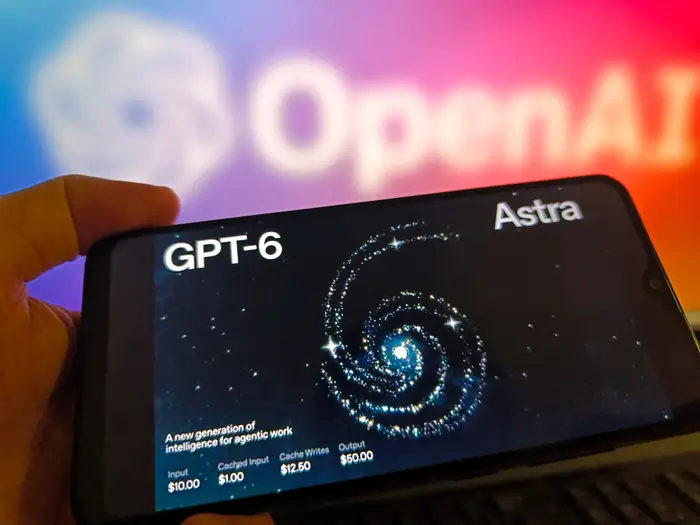 OpenAI
GPT-6
Astra
A new generation of
intelligence for agentic work
Input
$10.00
Cached Input
$1.00
Cache Writes
$12.50
Output
$50.00